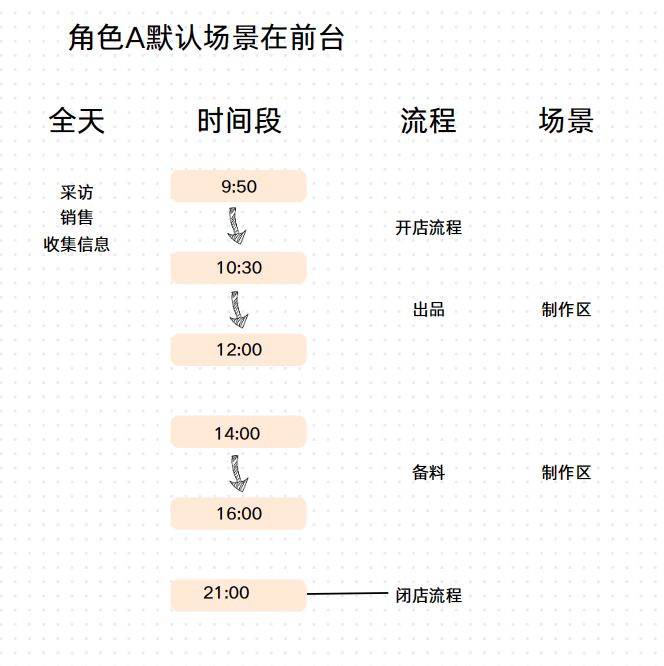 角色A默认场景在前台
全天 时间段 流程 场景
采访
销售
收集信息
9:50
开店流程
10:30
出品 制作区
12:00
14:00
备料 制作区
16:00
21:00 闭店流程